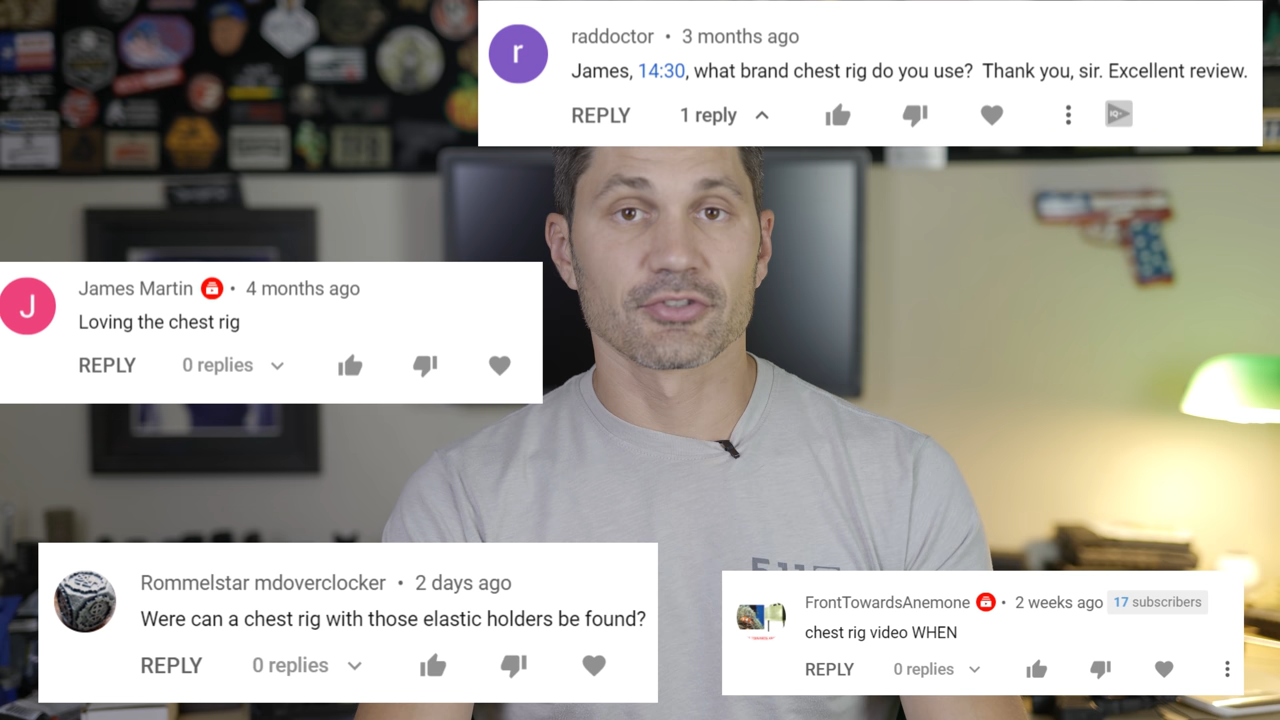 r
raddoctor • 3 months ago
James, 14:30, what brand chest rig do you use? Thank you, sir. Excellent review.
REPLY 1 reply
IQ
J
James Martin • 4 months ago
Loving the chest rig
REPLY 0 replies
Rommelstar mdoverclocker • 2 days ago
Were can a chest rig with those elastic holders be found?
REPLY 0 replies
5.11
FrontTowardsAnemone • 2 weeks ago 17 subscribers
chest rig video WHEN
REPLY 0 replies